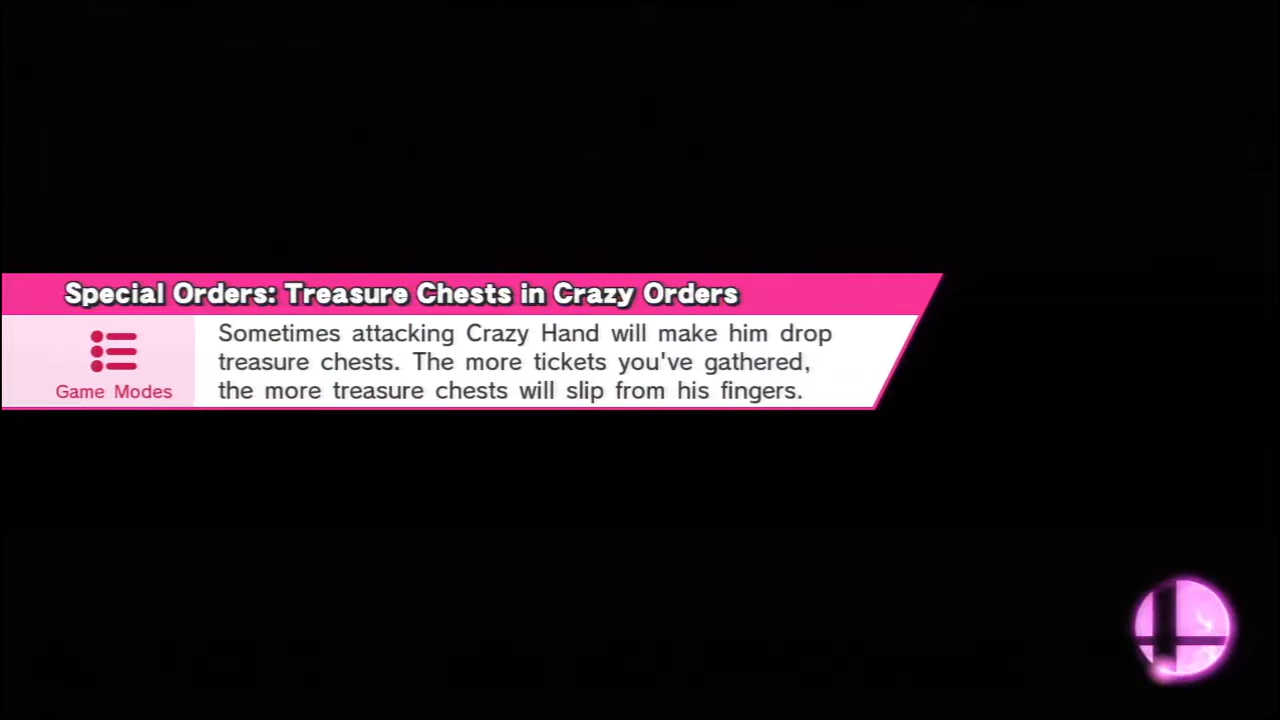 Special Orders: Treasure Chests in Crazy Orders
Sometimes attacking Crazy Hand will make him drop
treasure chests. The more tickets you've gathered,
the more treasure chests will slip from his fingers.
Game Modes